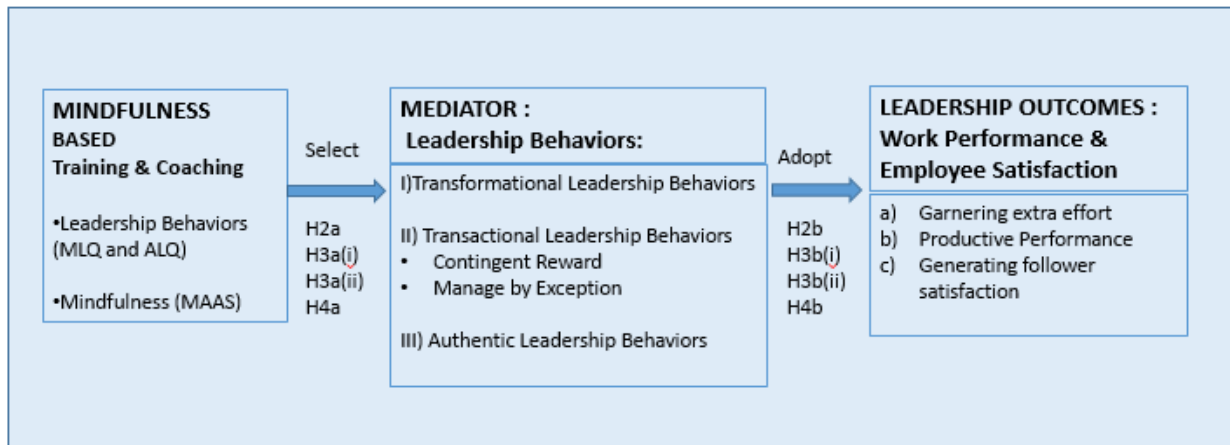 MINDFULNESS
BASED
Training & Coaching
•Leadership Behaviors
(MLQ and ALQ)
•Mindfulness (MAAS)
Select
H2a
H3a(i)
H3a(ii)
H4a
MEDIATOR :
Leadership Behaviors:
I)Transformational Leadership Behaviors
II) Transactional Leadership Behaviors
• Contingent Reward
• Manage by Exception
III) Authentic Leadership Behaviors
Adopt
H2b
H3b(i)
H3b(ii)
H4b
LEADERSHIP OUTCOMES :
Work Performance &
Employee Satisfaction
a) Garnering extra effort
b) Productive Performance
c) Generating follower
satisfaction